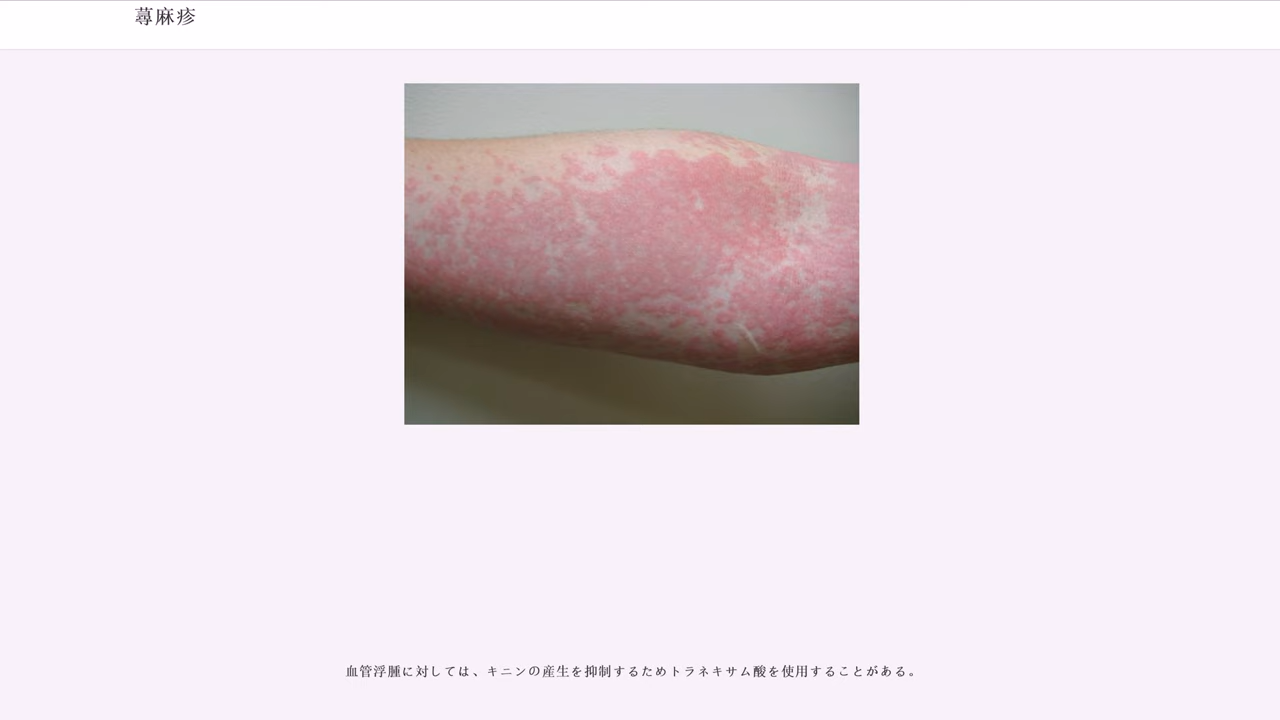 蕁麻疹
血管浮腫に対しては、キニンの産生を抑制するためトラネキサム酸を使用することがある。